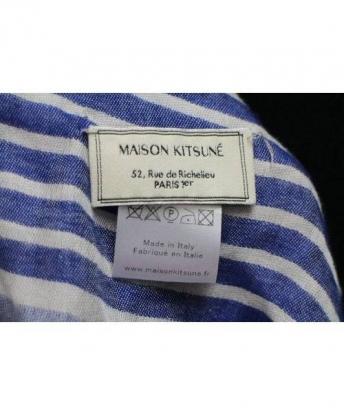 MAISON KITSUNÉ
52, Rue de Richelieu
PARIS 1er
Made in Italy
Fabriqué en Italie
www.maisonkitsune.fr